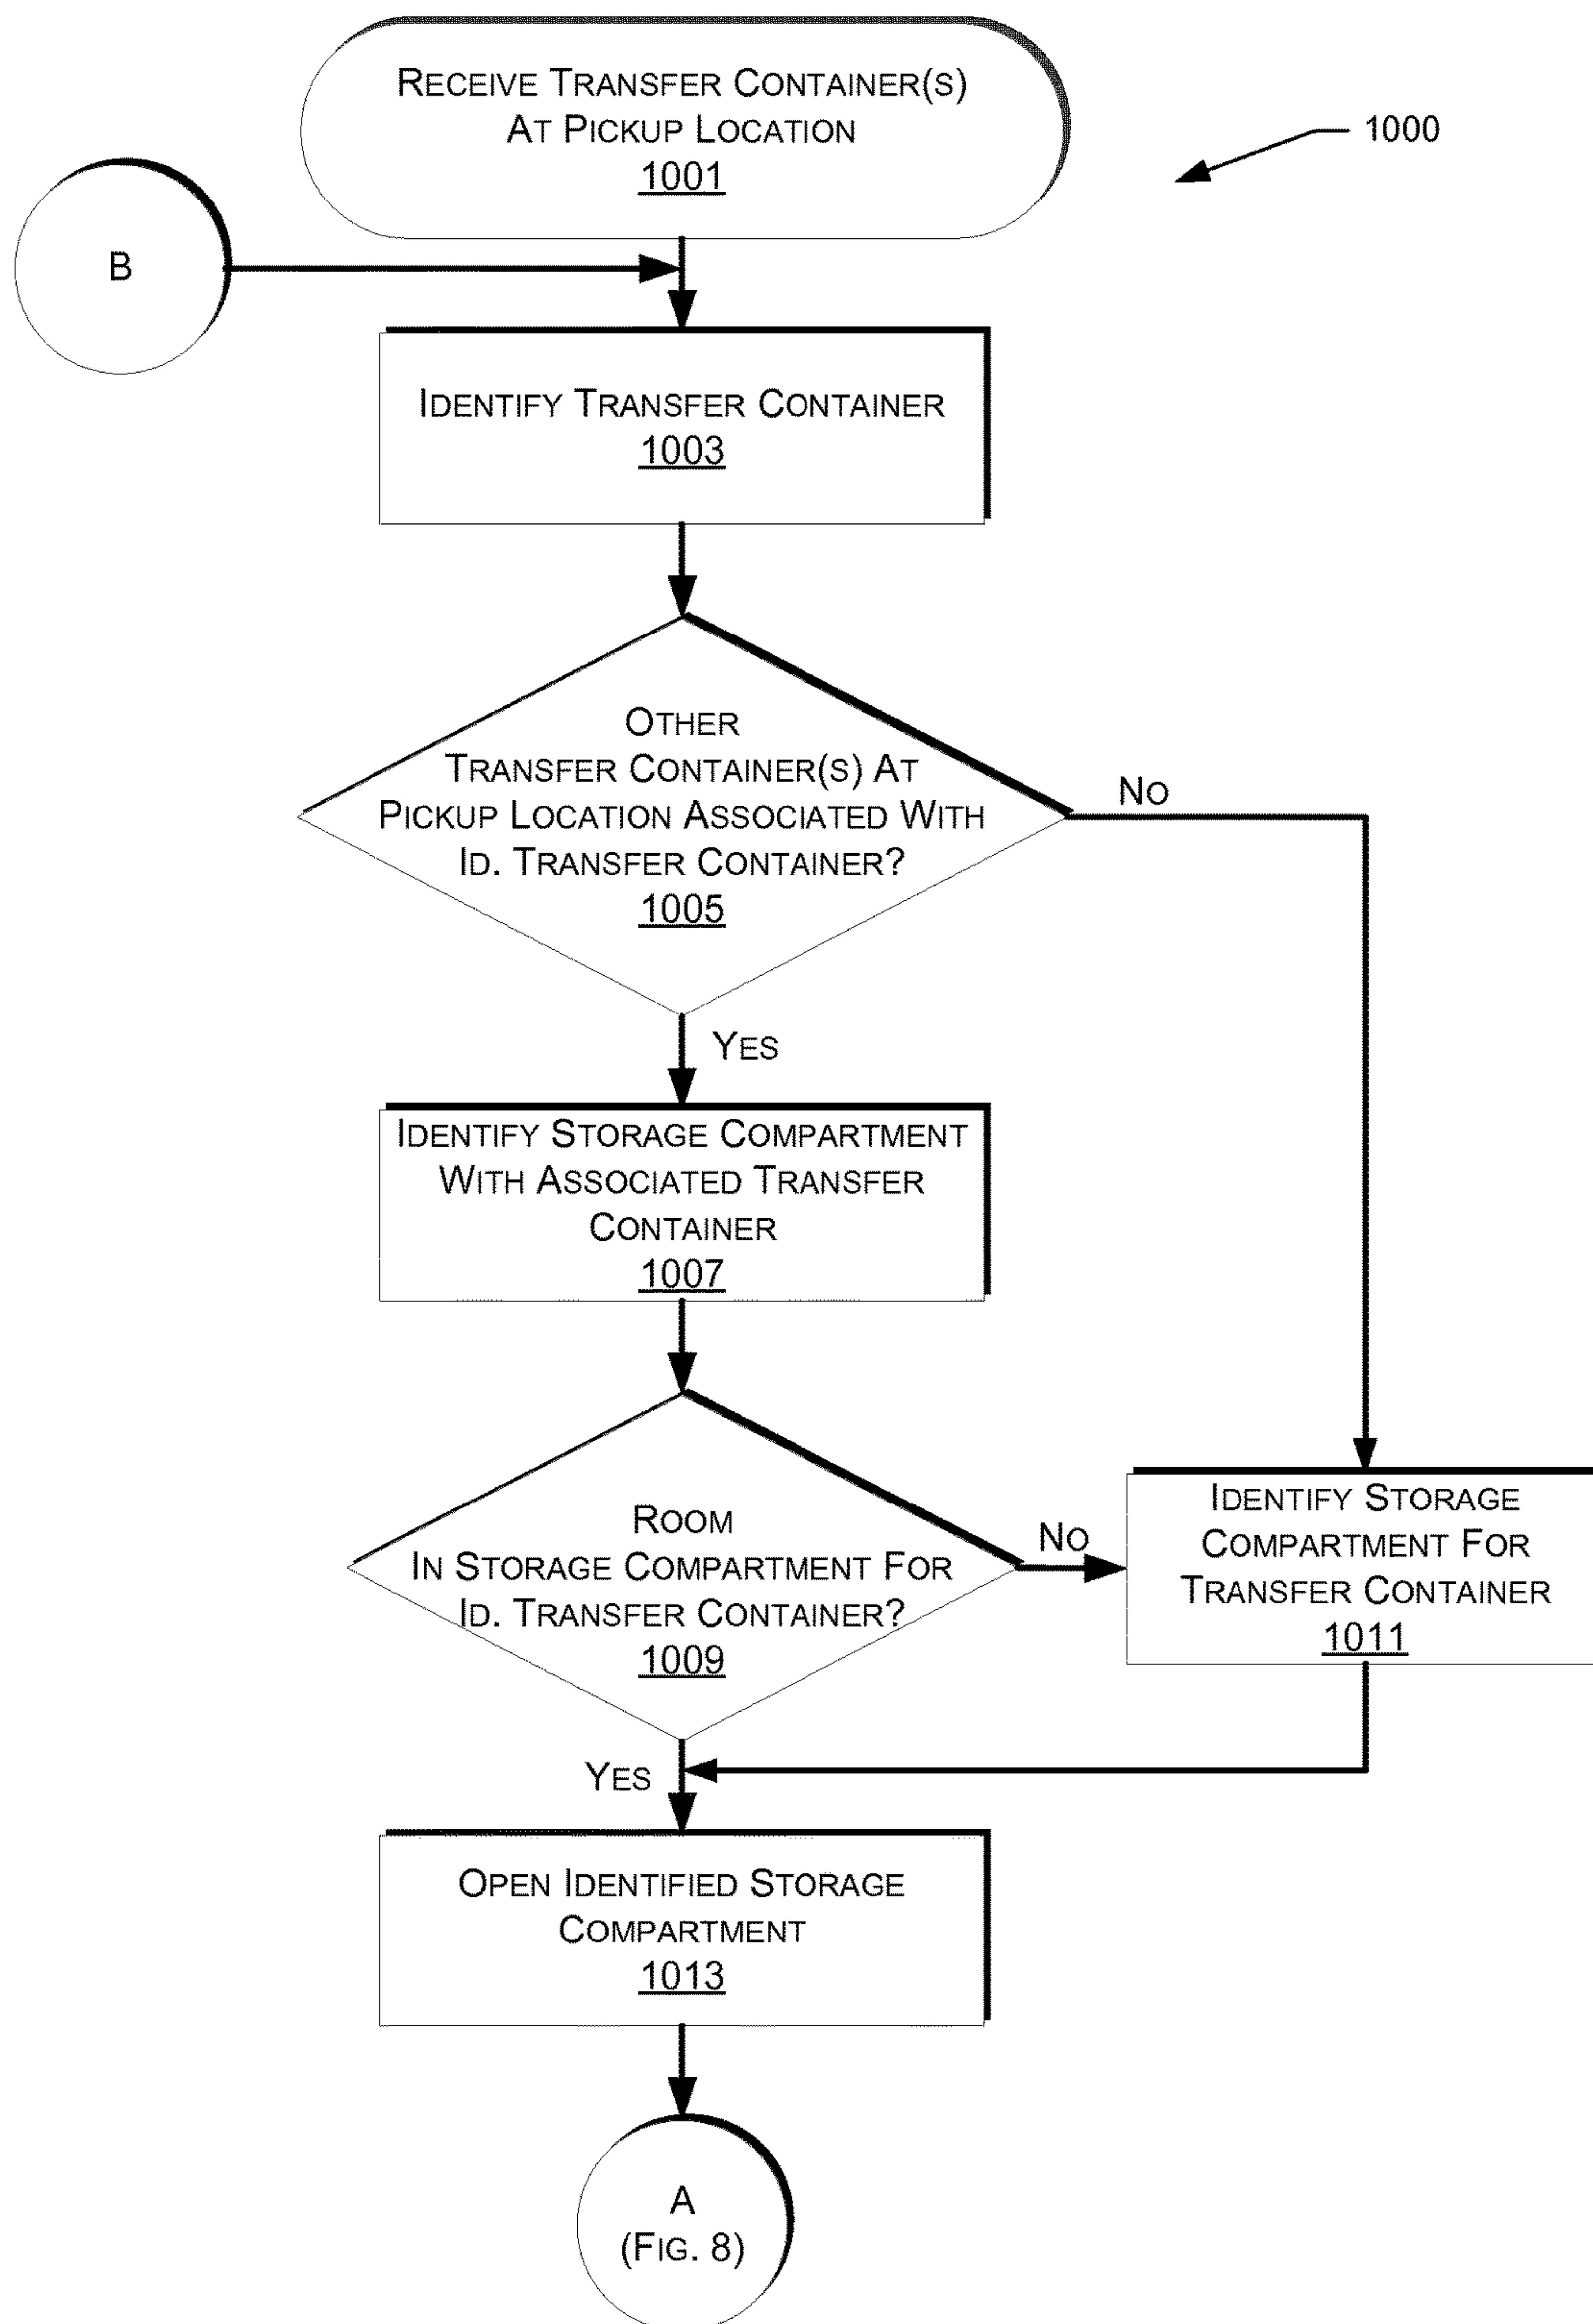 RECEIVE TRANSFER CONTAINER(S)
AT PICKUP LOCATION
1001
1000
B
IDENTIFY TRANSFER CONTAINER
1003
OTHER
TRANSFER CONTAINER(S) AT
PICKUP LOCATION ASSOCIATED WITH
ID. TRANSFER CONTAINER?
1005
NO
YES
IDENTIFY STORAGE COMPARTMENT
WITH ASSOCIATED TRANSFER
CONTAINER
1007
ROOM
IN STORAGE COMPARTMENT FOR
ID. TRANSFER CONTAINER?
1009
NO
IDENTIFY STORAGE
COMPARTMENT FOR
TRANSFER CONTAINER
1011
YES
OPEN IDENTIFIED STORAGE
COMPARTMENT
1013
A
(FIG. 8)